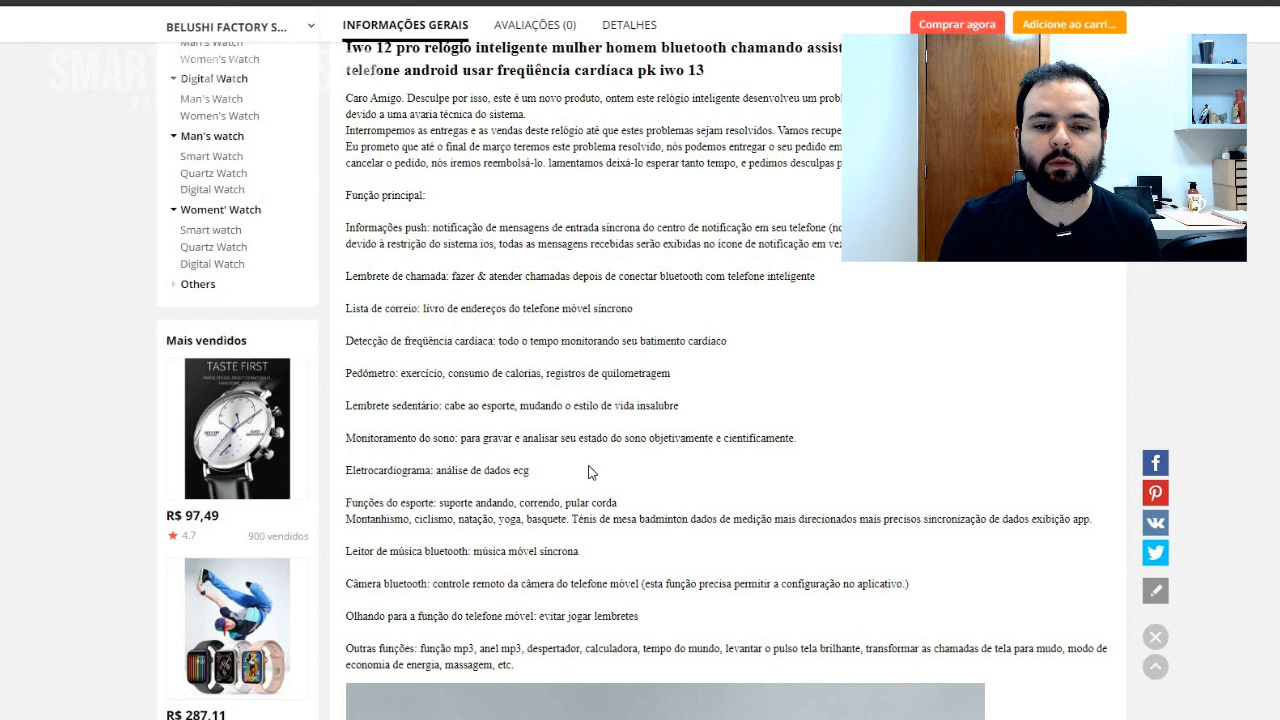 BELUSHI FACTORY S...
INFORMAÇÕES GERAIS
AVALIAÇÕES (0)
DETALHES
Comprar agora
Adicione ao carri...
Man's Watch
Women's Watch
Digital Watch
Man's Watch
Women's Watch
Man's watch
Smart Watch
Quartz Watch
Digital Watch
Woment' Watch
Smart watch
Quartz Watch
Digital Watch
Others
Mais vendidos
TASTE FIRST
R$ 97,49
4.7
900 vendidos
R$ 287,11
Iwo 12 pro relógio inteligente mulher homem bluetooth chamando assist
telefone android usar freqüência cardíaca pk iwo 13
Caro Amigo. Desculpe por isso, este é um novo produto, ontem este relógio inteligente desenvolveu um probl
devido a uma avaria técnica do sistema.
Interrompemos as entregas e as vendas deste relógio até que estes problemas sejam resolvidos. Vamos recupe
Eu prometo que até o final de março teremos este problema resolvido, nós podemos entregar o seu pedido em
cancelar o pedido, nós iremos reembolsá-lo. lamentamos deixá-lo esperar tanto tempo, e pedimos desculpas p
Função principal:
Informações push: notificação de mensagens de entrada síncrona do centro de notificação em seu telefone (no
devido à restrição do sistema ios, todas as mensagens recebidas serão exibidas no ícone de notificação em vez
Lembrete de chamada: fazer & atender chamadas depois de conectar bluetooth com telefone inteligente
Lista de correio: livro de endereços do telefone móvel síncrono
Detecção de freqüência cardíaca: todo o tempo monitorando seu batimento cardíaco
Pedômetro: exercício, consumo de calorias, registros de quilometragem
Lembrete sedentário: cabe ao esporte, mudando o estilo de vida insalubre
Monitoramento do sono: para gravar e analisar seu estado do sono objetivamente e cientificamente.
Eletrocardiograma: análise de dados ecg
Funções do esporte: suporte andando, correndo, pular corda
Montanhismo, ciclismo, natação, yoga, basquete. Ténis de mesa badminton dados de medição mais direcionados mais precisos sincronização de dados exibição app.
Leitor de música bluetooth: música móvel síncrona
Câmera bluetooth: controle remoto da câmera do telefone móvel (esta função precisa permitir a configuração no aplicativo.)
Olhando para a função do telefone móvel: evitar jogar lembretes
Outras funções: função mp3, anel mp3, despertador, calculadora, tempo do mundo, levantar o pulso tela brilhante, transformar as chamadas de tela para mudo, modo de
economia de energia, massagem, etc.